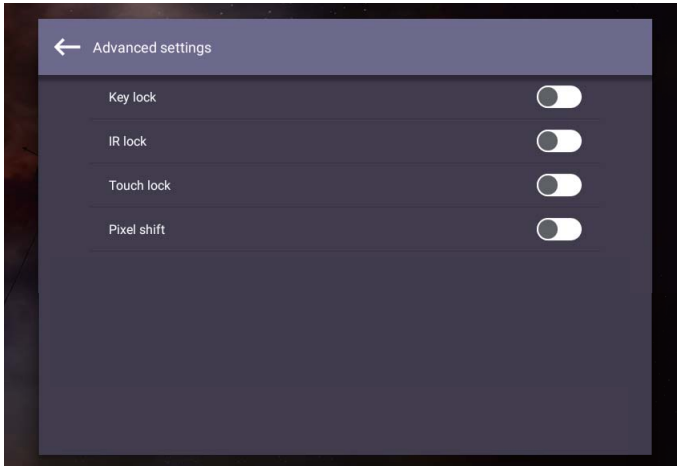 Advanced settings
Key lock
IR lock
Touch lock
Pixel shift